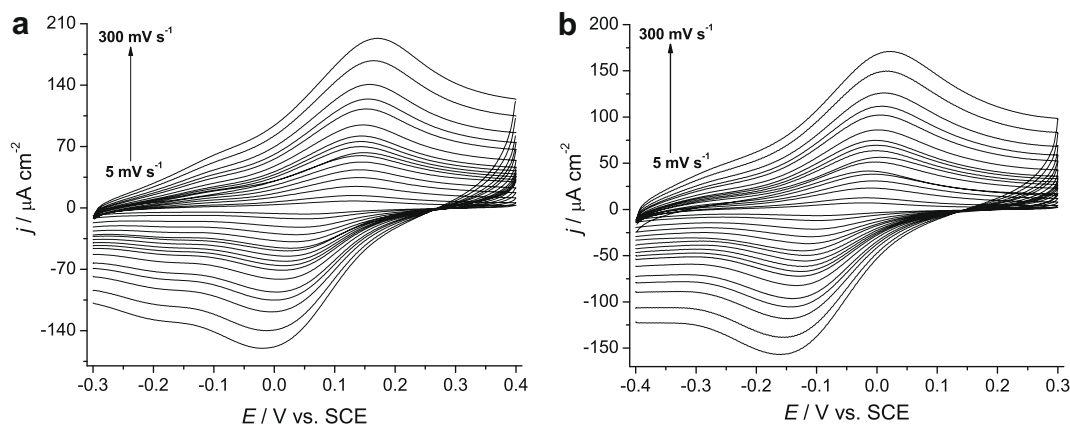 a
300 mV s⁻¹
5 mV s⁻¹
210
140
70
0
-70
-140
j / μA cm⁻²
-0.3 -0.2 -0.1 0.0 0.1 0.2 0.3 0.4
E / V vs. SCE
b
300 mV s⁻¹
5 mV s⁻¹
200
150
100
50
0
-50
-100
-150
j / μA cm⁻²
-0.4 -0.3 -0.2 -0.1 0.0 0.1 0.2 0.3
E / V vs. SCE